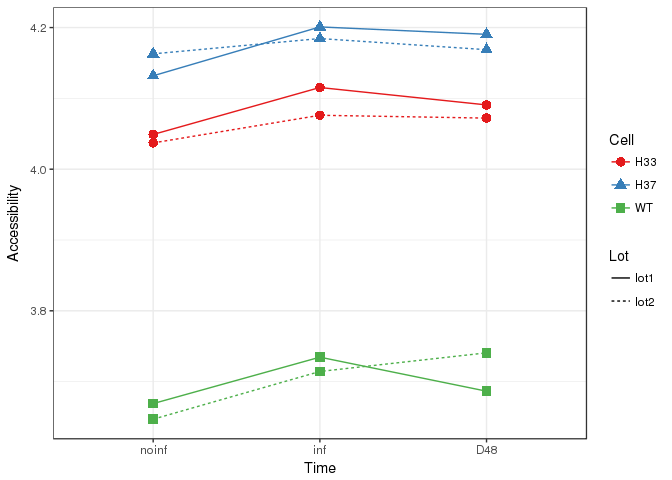 4.2
4.0
3.8
Accessibility
noinf
inf
D48
Time
Cell
H33
H37
WT
Lot
lot1
lot2